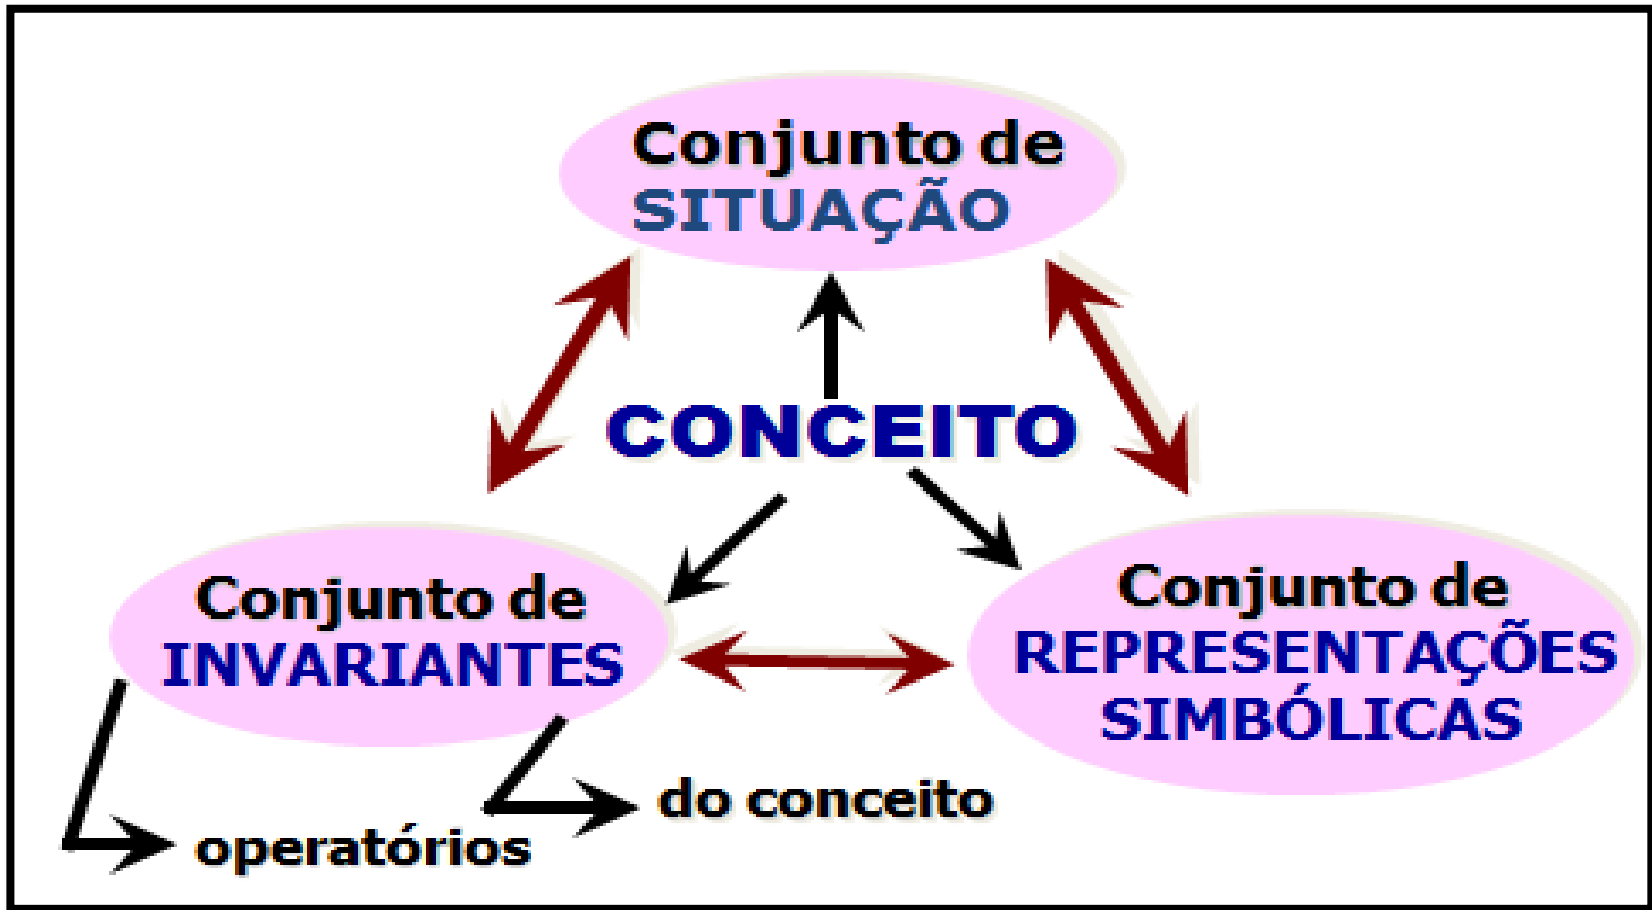 Conjunto de
SITUAÇÃO
CONCEITO
Conjunto de
INVARIANTES
Conjunto de
REPRESENTAÇÕES
SIMBÓLICAS
do conceito
operatórios